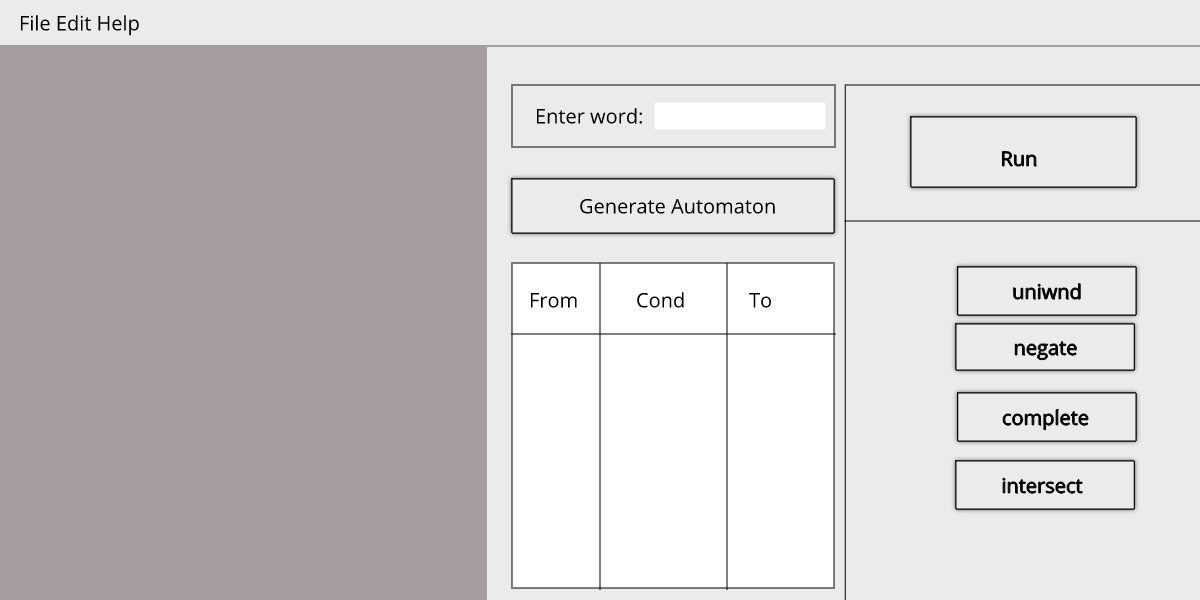 File Edit Help
Enter word:
Run
Generate Automaton
From Cond To
uniwnd
negate
complete
intersect